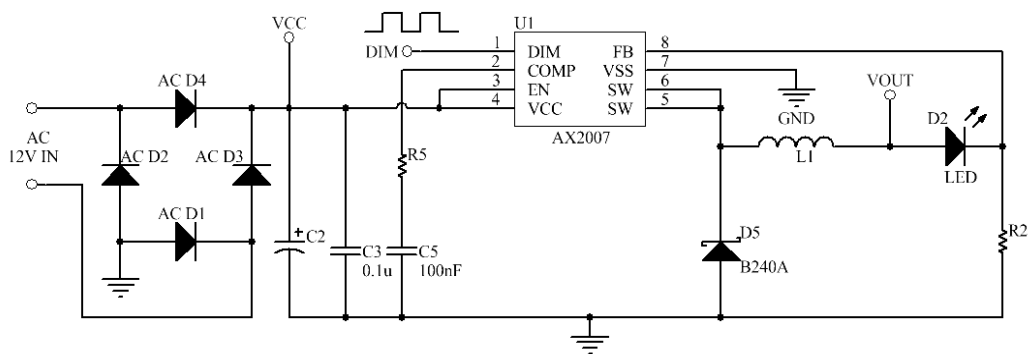 VCC
U1
DIM
1 DIM FB 8
2 COMP VSS 7
3 EN SW 6
4 VCC SW 5
AX2007
VOUT
AC D4
AC
12V IN
AC D2
AC D3
AC D1
R5
GND
L1
D2
LED
C2
C3
0.1u
C5
100nF
D5
B240A
R2